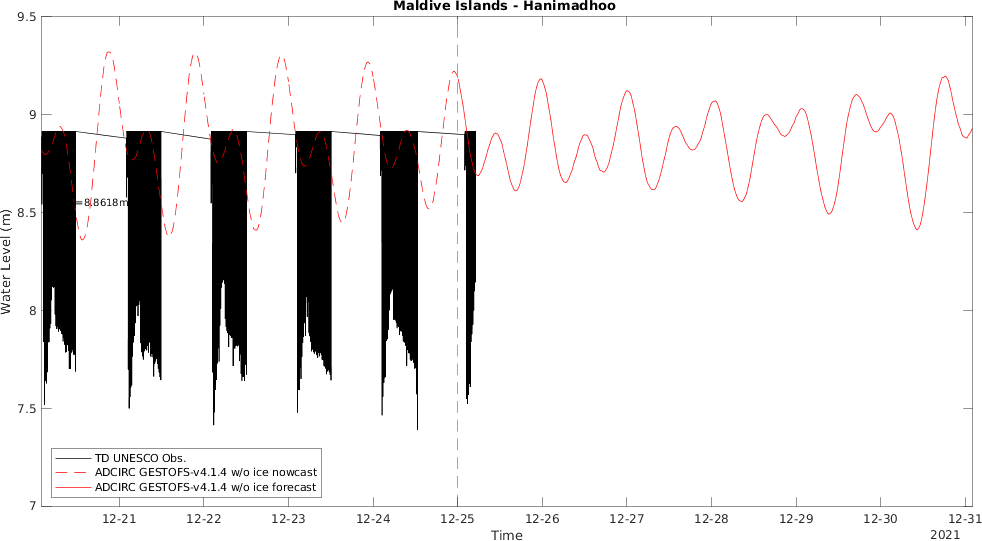 Maldive Islands - Hanimadhoo
9.5
9
8.5
8
7.5
7
Water Level (m)
=8.8618m
TD UNESCO Obs.
ADCIRC GESTOFS-v4.1.4 w/o ice nowcast
ADCIRC GESTOFS-v4.1.4 w/o ice forecast
12-21 12-22 12-23 12-24 12-25 12-26 12-27 12-28 12-29 12-30 12-31
Time
2021